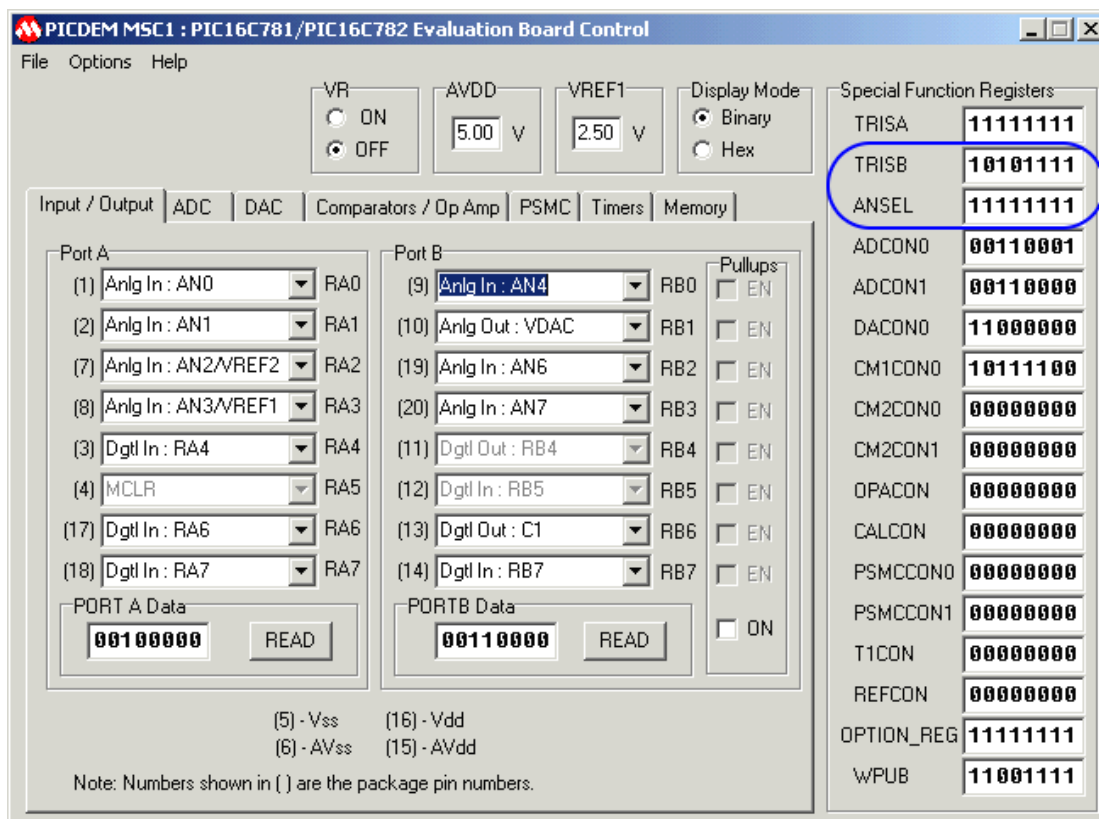 PICDEM MSC1 : PIC16C781/PIC16C782 Evaluation Board Control
File Options Help
VR
ON
OFF
AVDD
5.00 V
VREF1
2.50 V
Display Mode
Binary
Hex
Input / Output ADC DAC Comparators / Op Amp PSMC Timers Memory
Port A
(1) Anlg In : AN0 RA0
(2) Anlg In : AN1 RA1
(7) Anlg In : AN2/VREF2 RA2
(8) Anlg In : AN3/VREF1 RA3
(3) Dgtl In : RA4 RA4
(4) MCLR RA5
(17) Dgtl In : RA6 RA6
(18) Dgtl In : RA7 RA7
PORT A Data
00100000 READ
Port B
Pullups
(9) Anlg In : AN4 RB0 EN
(10) Anlg Out : VDAC RB1 EN
(19) Anlg In : AN6 RB2 EN
(20) Anlg In : AN7 RB3 EN
(11) Dgtl Out : RB4 RB4 EN
(12) Dgtl In : RB5 RB5 EN
(13) Dgtl Out : C1 RB6 EN
(14) Dgtl In : RB7 RB7 EN
PORTB Data
00110000 READ
ON
(5) - Vss (16) - Vdd
(6) - AVss (15) - AVdd
Note: Numbers shown in ( ) are the package pin numbers.
Special Function Registers
TRISA 11111111
TRISB 10101111
ANSEL 11111111
ADCON0 00110001
ADCON1 00110000
DACON0 11000000
CM1CON0 10111100
CM2CON0 00000000
CM2CON1 00000000
OPACON 00000000
CALCON 00000000
PSMCCON0 00000000
PSMCCON1 00000000
T1CON 00000000
REFCON 00000000
OPTION_REG 11111111
WPUB 11001111